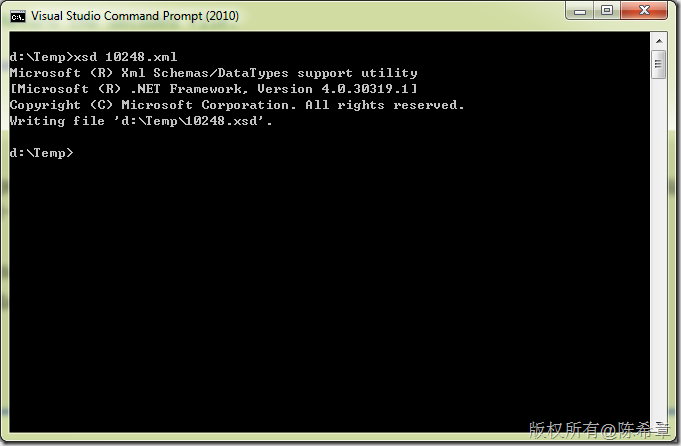 Visual Studio Command Prompt (2010)
d:\Temp>xsd 10248.xml
Microsoft (R) Xml Schemas/DataTypes support utility
[Microsoft (R) .NET Framework, Version 4.0.30319.1]
Copyright (C) Microsoft Corporation. All rights reserved.
Writing file 'd:\Temp\10248.xsd'.
d:\Temp>
版权所有@陈希章